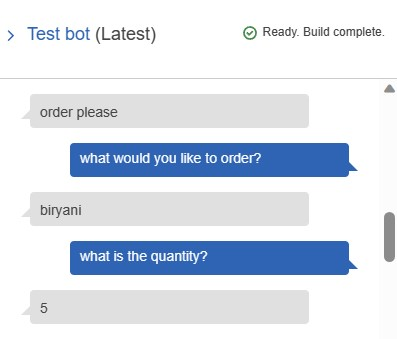 Test bot (Latest)
Ready. Build complete.
order please
what would you like to order?
biryani
what is the quantity?
5